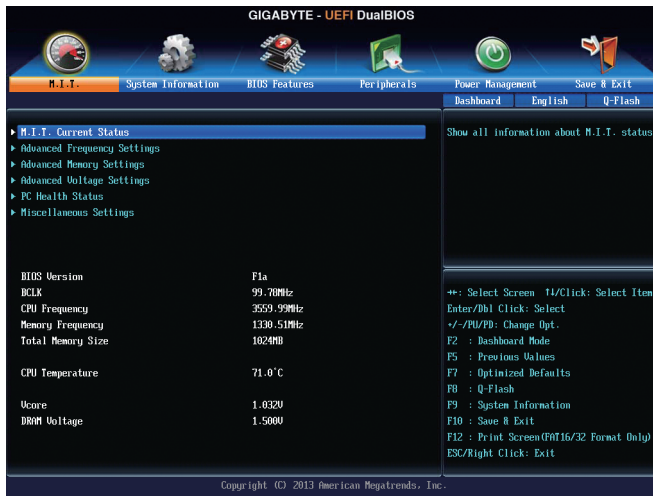 GIGABYTE - UEFI DualBIOS
M.I.T. System Information BIOS Features Peripherals Power Management Save & Exit
Dashboard English Q-Flash
M.I.T. Current Status
Advanced Frequency Settings
Advanced Memory Settings
Advanced Voltage Settings
PC Health Status
Miscellaneous Settings
Show all information about M.I.T. status
BIOS Version F1a
BCLK 99.78MHz
CPU Frequency 3559.99MHz
Memory Frequency 1330.51MHz
Total Memory Size 1024MB
CPU Temperature 71.0°C
Vcore 1.032V
DRAM Voltage 1.500V
→←: Select Screen ↑↓/Click: Select Item
Enter/Dbl Click: Select
+/-/PU/PD: Change Opt.
F2 : Dashboard Mode
F5 : Previous Values
F7 : Optimized Defaults
F8 : Q-Flash
F9 : System Information
F10 : Save & Exit
F12 : Print Screen(FAT16/32 Format Only)
ESC/Right Click: Exit
Copyright (C) 2013 American Megatrends, Inc.